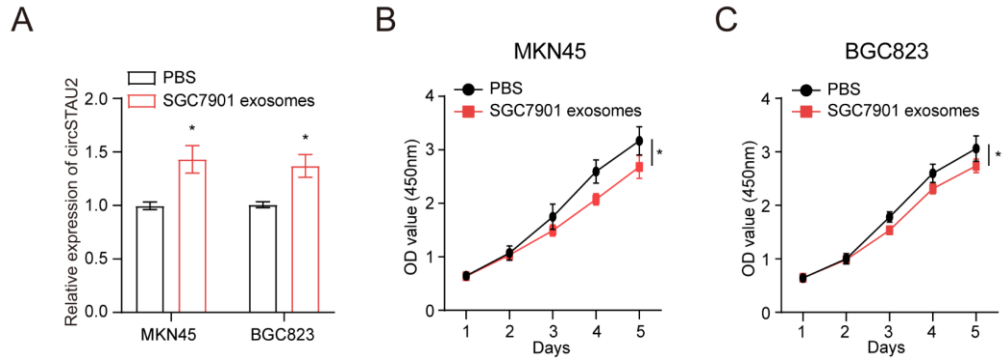 A
PBS
SGC7901 exosomes
Relative expression of circSTAU2
2.0
1.5
1.0
0.5
0.0
*
*
MKN45
BGC823
B
MKN45
PBS
SGC7901 exosomes
OD value (450nm)
4
3
2
1
0
*
1 2 3 4 5
Days
C
BGC823
PBS
SGC7901 exosomes
OD value (450nm)
4
3
2
1
0
*
1 2 3 4 5
Days